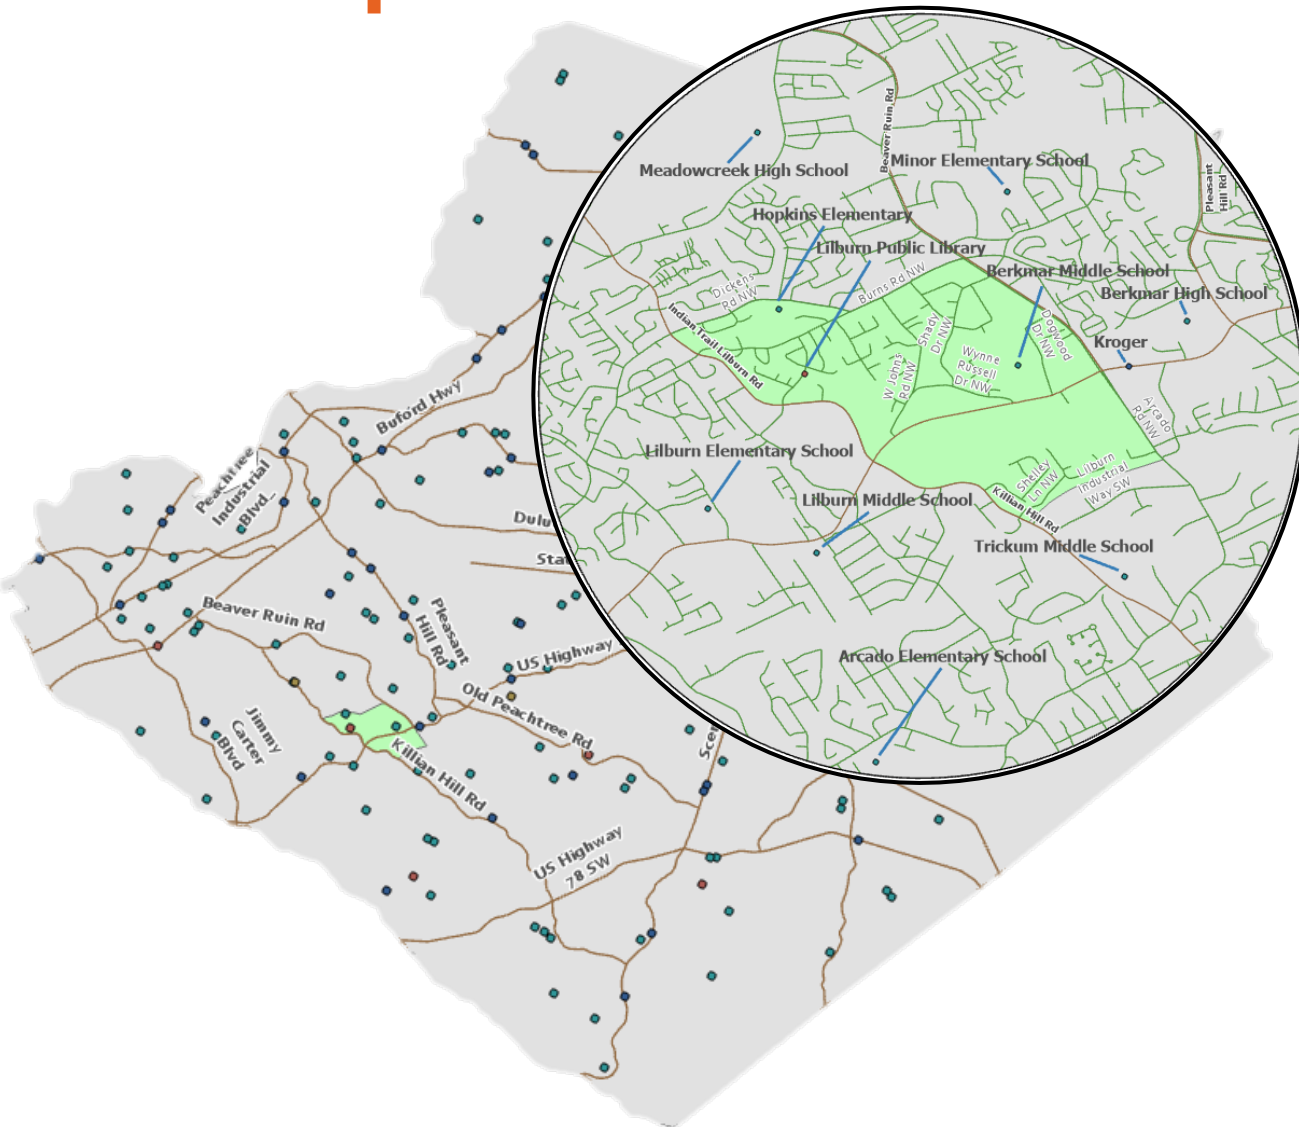 Beaver Ruin Rd
Meadowcreek High School
Minor Elementary School
Pleasant
Hill Rd
Hopkins Elementary
Lilburn Public Library
Burns Rd NW
Dickens
Rd NW
Berkmar Middle School
Berkmar High School
Indian Trail Lilburn Rd
Shady
Dr NW
Dogwood
Dr NW
Kroger
W Johns
Rd NW
Wynne
Russell
Dr NW
Arcado
Rd NW
Lilburn Elementary School
Shelley
Ln NW
Lilburn
Industrial
Way SW
Killian Hill Rd
Lilburn Middle School
Trickum Middle School
Arcado Elementary School
Buford Hwy
Peachtree
Industrial
Blvd_
Dulu
Stat
Beaver Ruin Rd
Pleasant
Hill Rd
US Highway
Old Peachtree Rd
Jimmy
Carter
Blvd
Killian Hill Rd
Scen
US Highway
78 SW